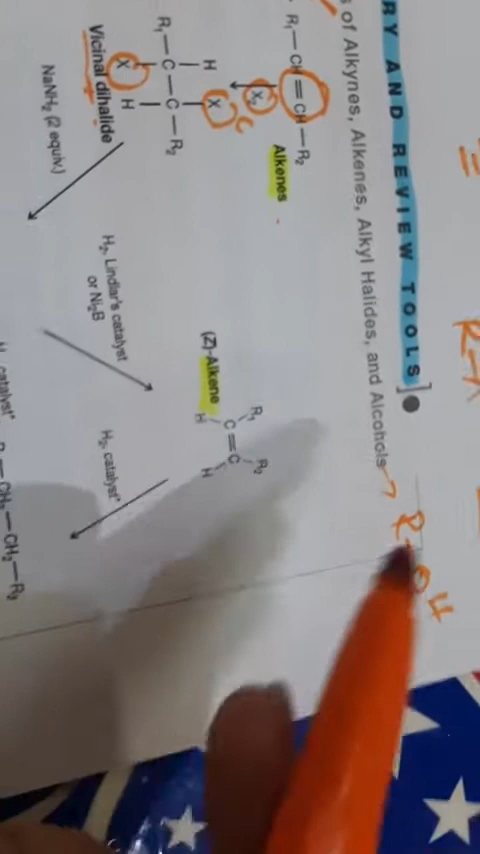 RY AND REVIEW TOOLS]
s of Alkynes, Alkenes, Alkyl Halides, and Alcohols → R-OH
R-X
R₁—CH=CH—R₂
Alkenes
X₂
H X
R₁—C—C—R₂
X H
Vicinal dihalide
NaNH₂ (2 equiv.)
H₂, Lindlar's catalyst
or Ni₂B
R₁ R₂
C=C
H H
(Z)-Alkene
H₂, catalyst*
catalyst*
CH₂—CH₂—R₂